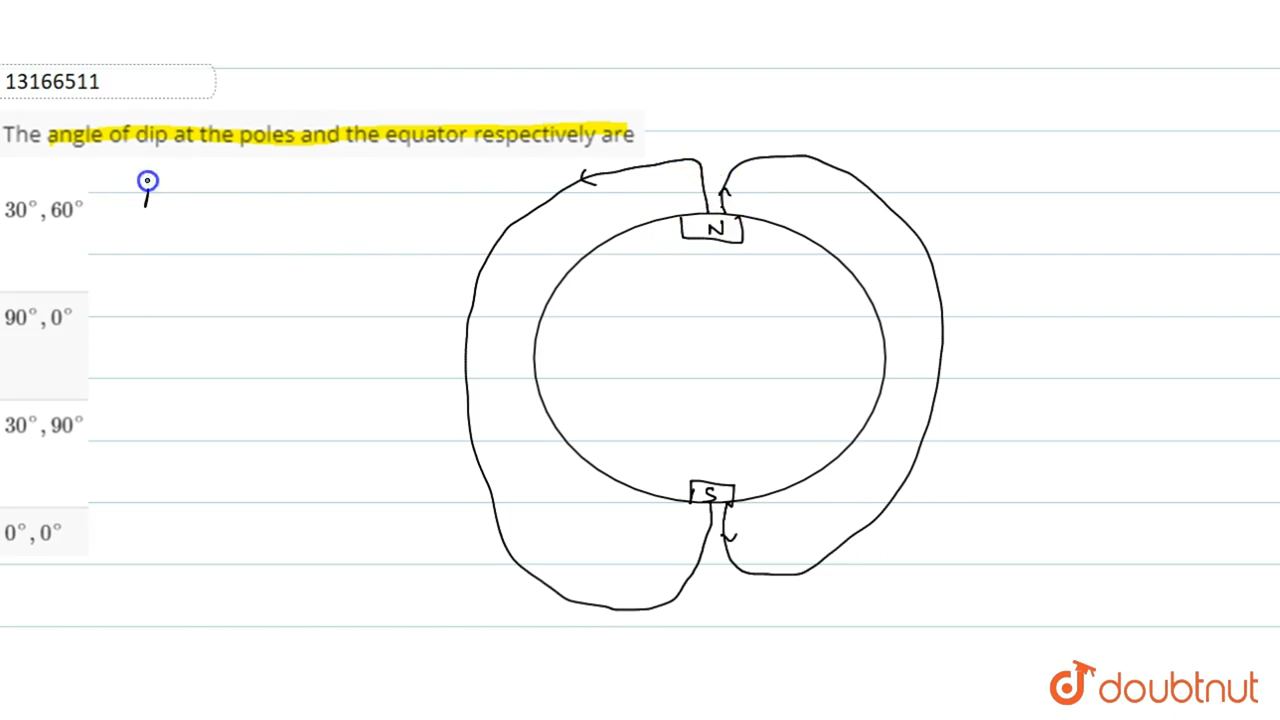 13166511
The angle of dip at the poles and the equator respectively are
30°, 60°
90°, 0°
30°, 90°
0°, 0°
N
S
doubtnut